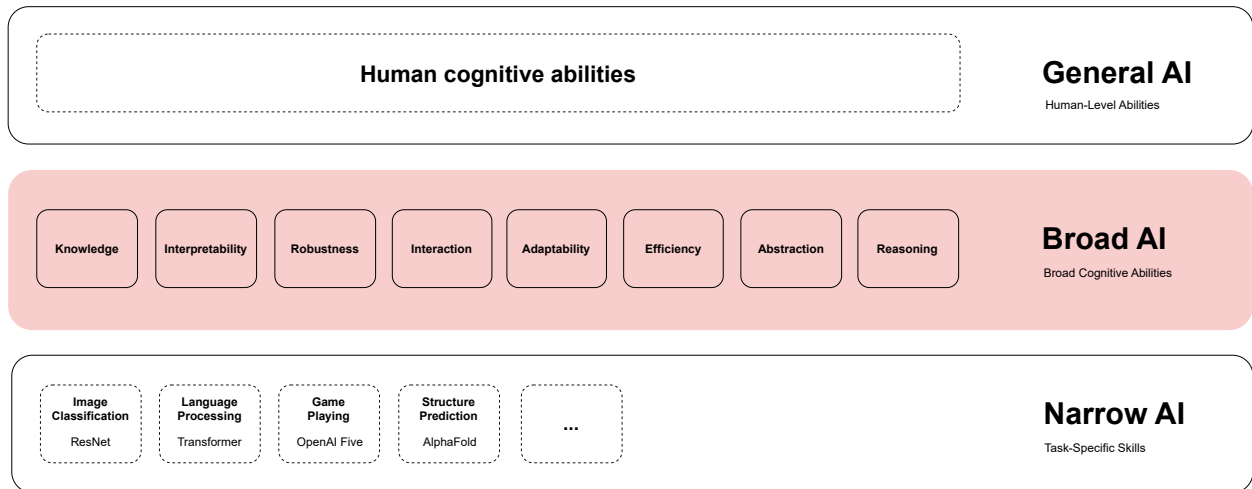 Human cognitive abilities
General AI
Human-Level Abilities
Knowledge
Interpretability
Robustness
Interaction
Adaptability
Efficiency
Abstraction
Reasoning
Broad AI
Broad Cognitive Abilities
Image
Classification
ResNet
Language
Processing
Transformer
Game
Playing
OpenAI Five
Structure
Prediction
AlphaFold
...
Narrow AI
Task-Specific Skills